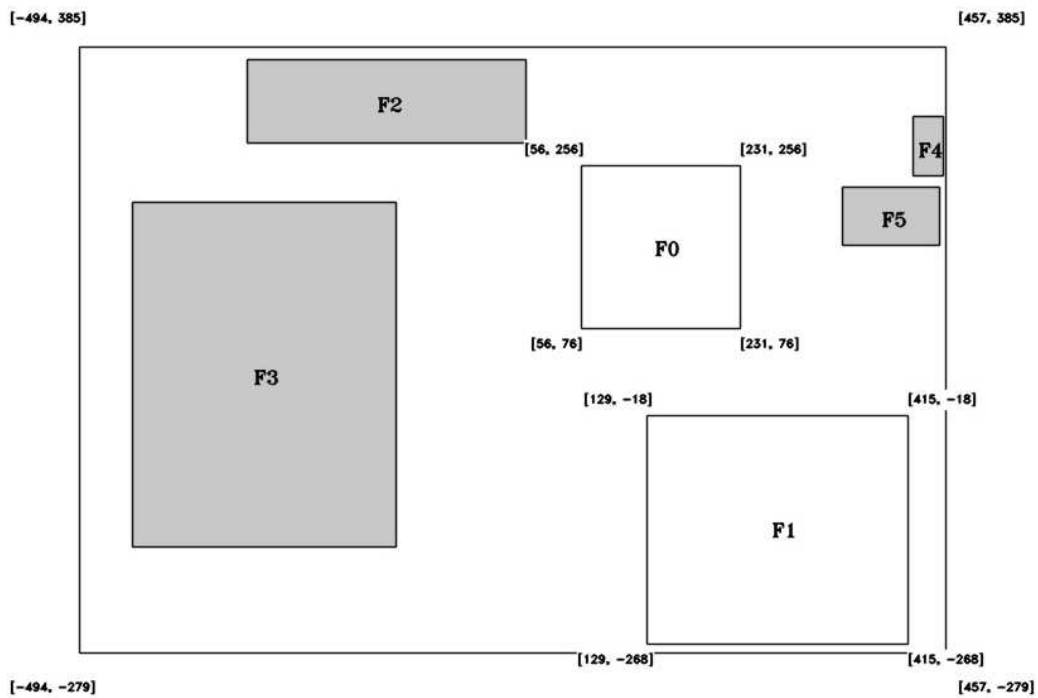 [-494, 385] [457, 385]
F2
[56, 256] [231, 256]
F4
F5
F0
[56, 76] [231, 76]
F3
[129, -18] [415, -18]
F1
[129, -268] [415, -268]
[-494, -279] [457, -279]